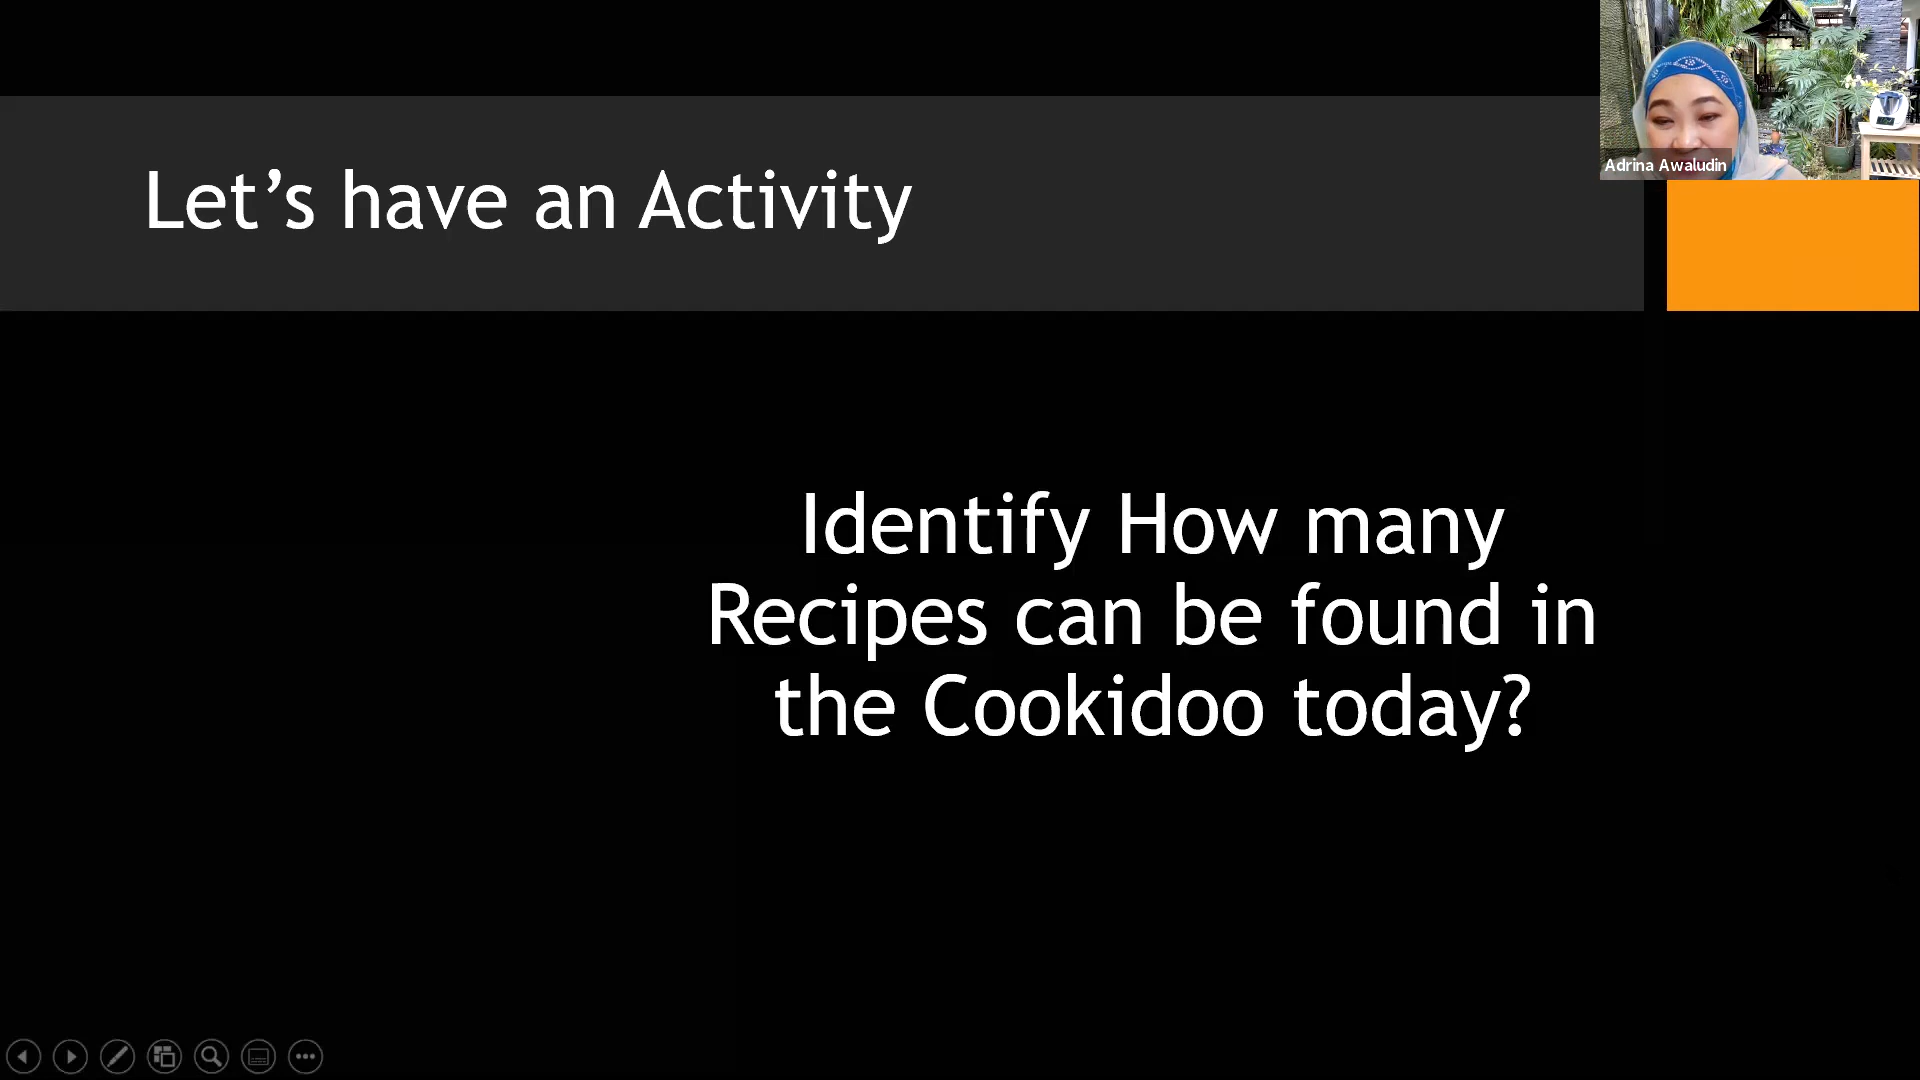 Let’s have an Activity
Adrina Awaludin
Identify How many
Recipes can be found in
the Cookidoo today?